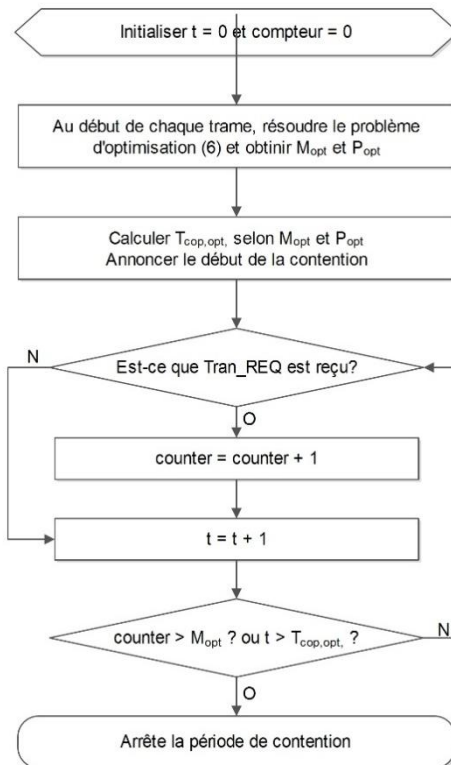 Initialiser t = 0 et compteur = 0
Au début de chaque trame, résoudre le problème
d'optimisation (6) et obtinir Mopt et Popt
Calculer Tcop,opt, selon Mopt et Popt
Annoncer le début de la contention
N
Est-ce que Tran_REQ est reçu?
O
counter = counter + 1
t = t + 1
counter > Mopt ? ou t > Tcop,opt, ?
N
O
Arrête la période de contention